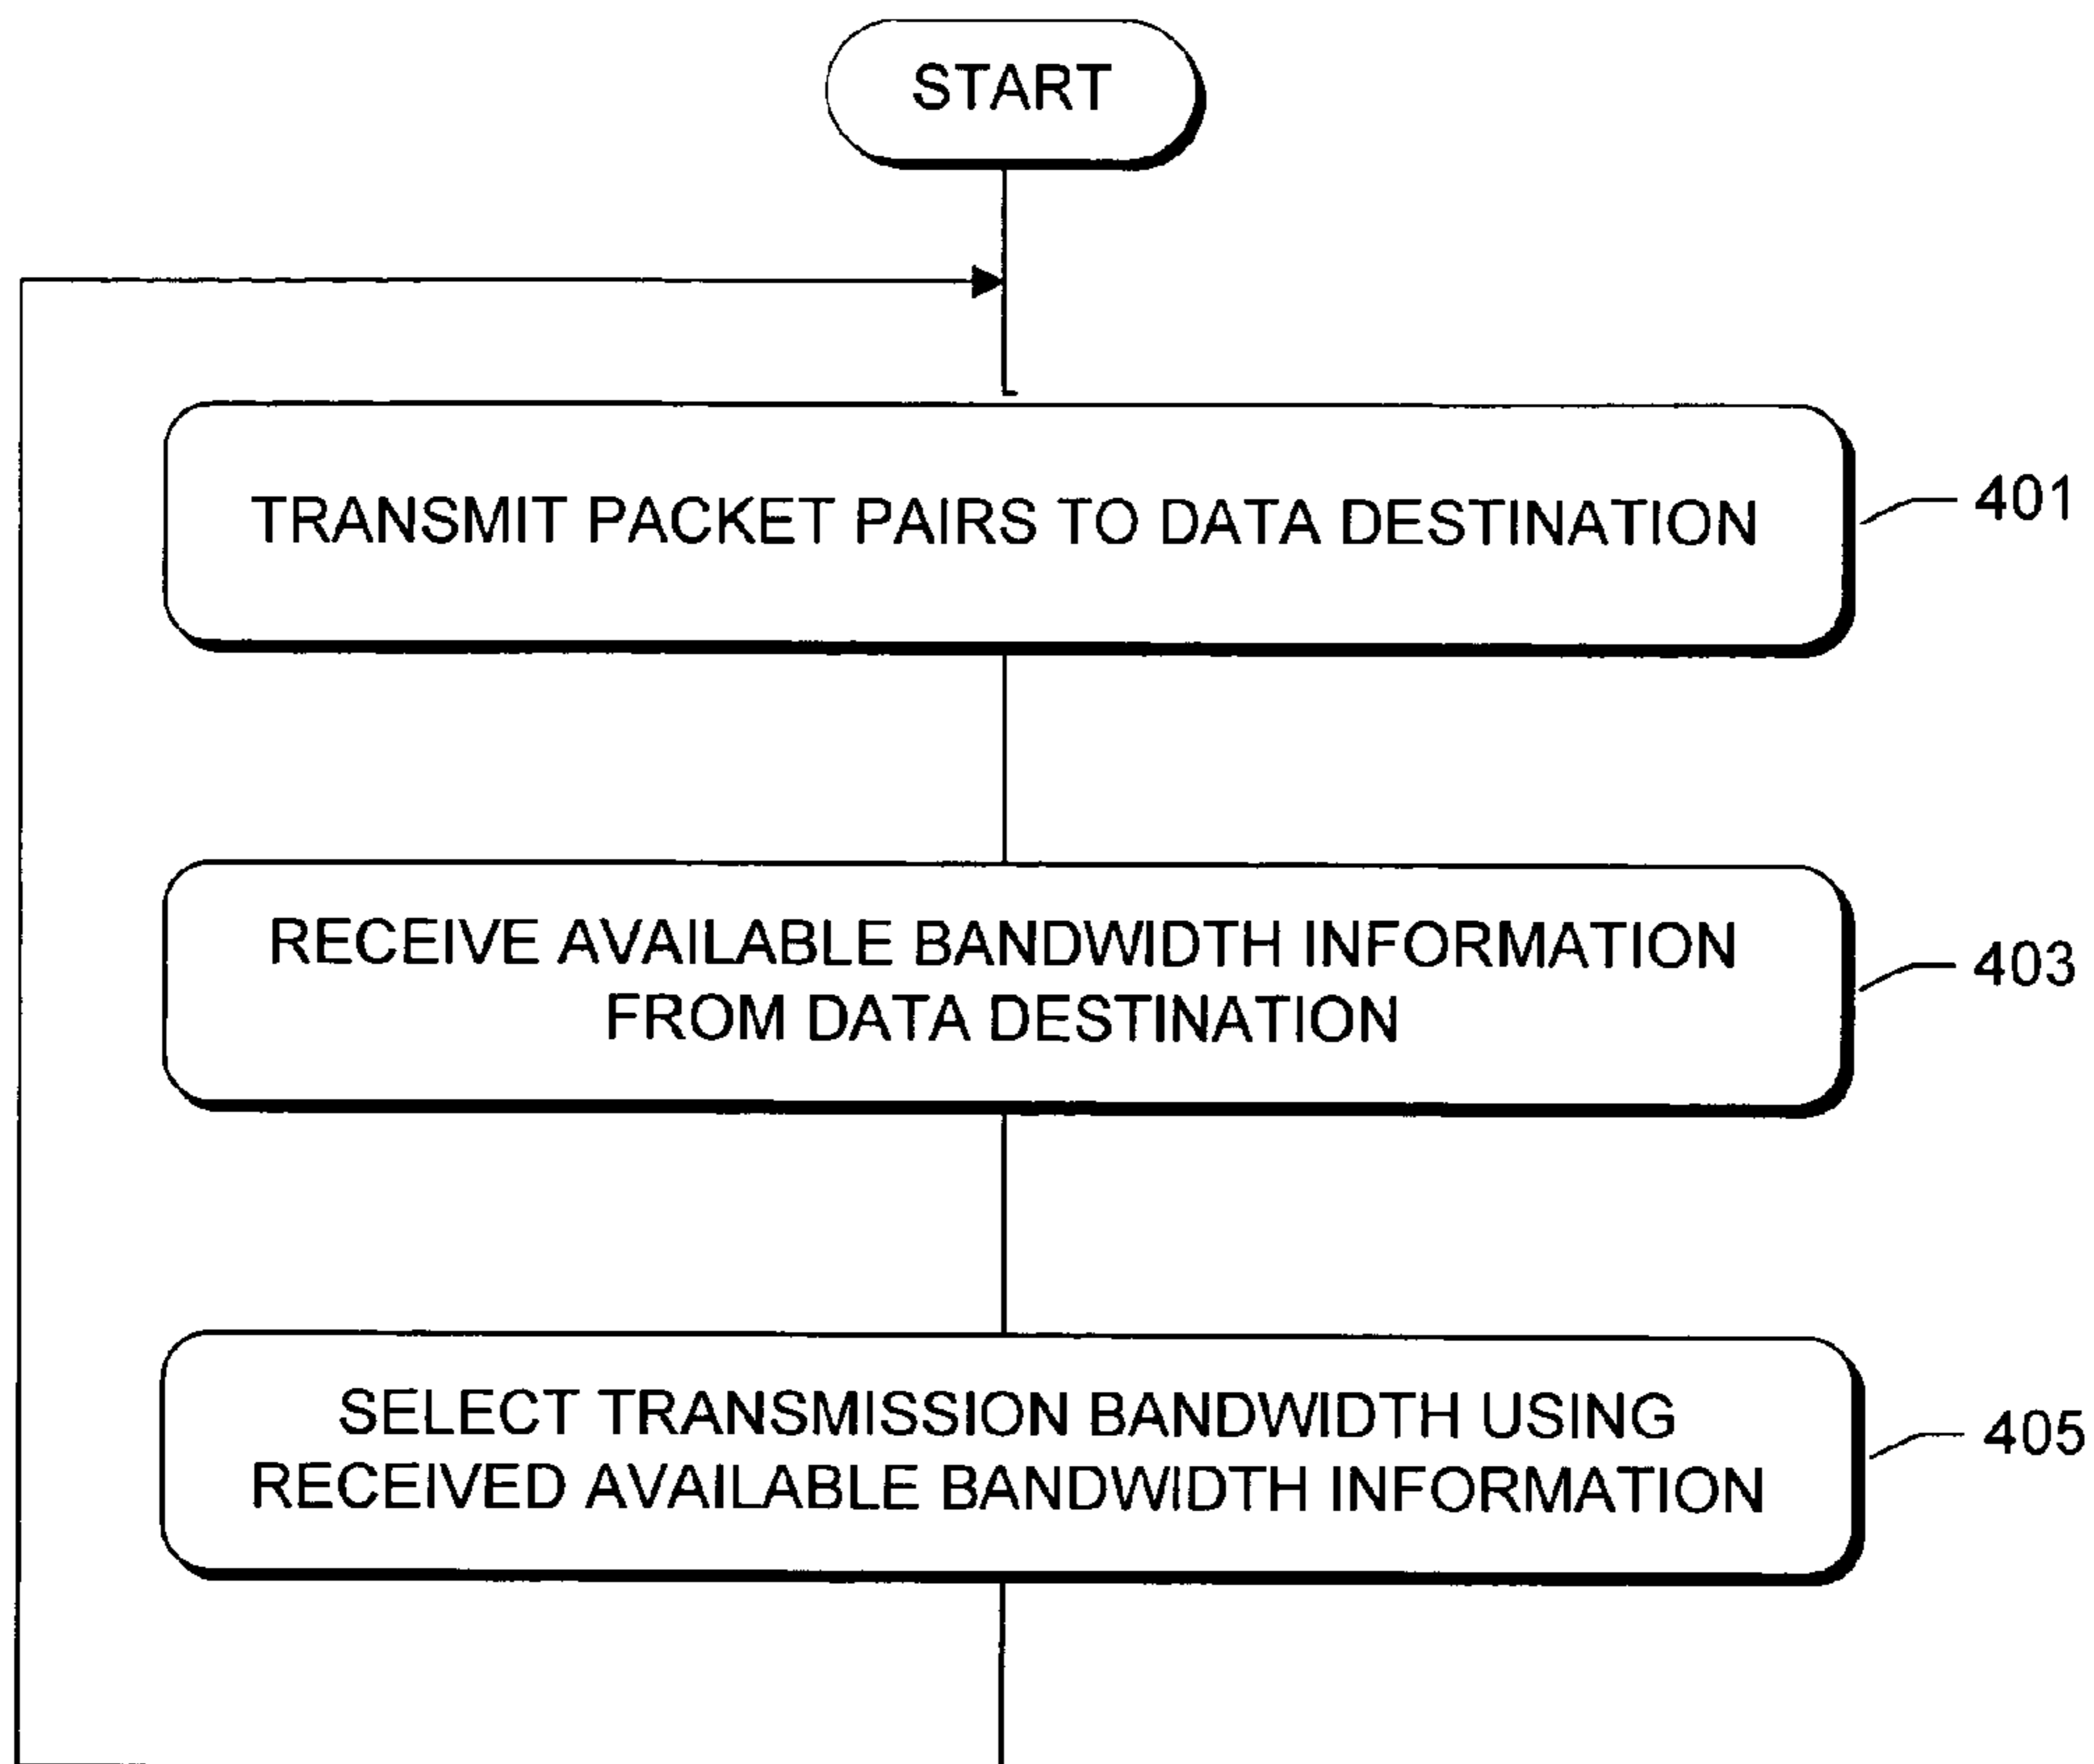 START
TRANSMIT PACKET PAIRS TO DATA DESTINATION
401
RECEIVE AVAILABLE BANDWIDTH INFORMATION
FROM DATA DESTINATION
403
SELECT TRANSMISSION BANDWIDTH USING
RECEIVED AVAILABLE BANDWIDTH INFORMATION
405